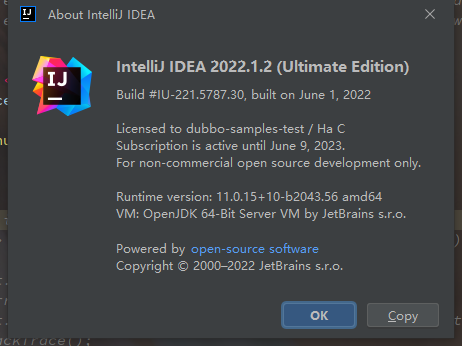 About IntelliJ IDEA
IJ
IntelliJ IDEA 2022.1.2 (Ultimate Edition)
Build #IU-221.5787.30, built on June 1, 2022
Licensed to dubbo-samples-test / Ha C
Subscription is active until June 9, 2023.
For non-commercial open source development only.
Runtime version: 11.0.15+10-b2043.56 amd64
VM: OpenJDK 64-Bit Server VM by JetBrains s.r.o.
Powered by open-source software
Copyright © 2000–2022 JetBrains s.r.o.
OK
Copy
ackTrace();